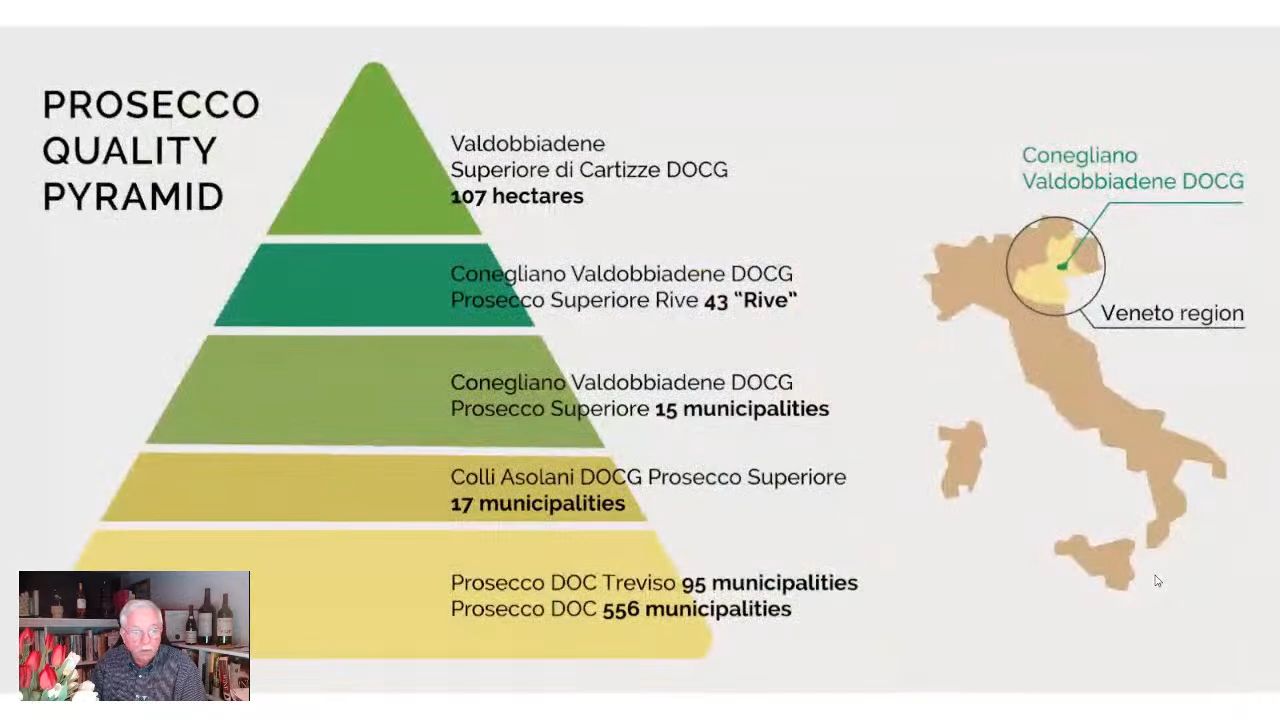 PROSECCO
QUALITY
PYRAMID
Valdobbiadene
Superiore di Cartizze DOCG
107 hectares
Conegliano Valdobbiadene DOCG
Prosecco Superiore Rive 43 “Rive”
Conegliano Valdobbiadene DOCG
Prosecco Superiore 15 municipalities
Colli Asolani DOCG Prosecco Superiore
17 municipalities
Prosecco DOC Treviso 95 municipalities
Prosecco DOC 556 municipalities
Conegliano
Valdobbiadene DOCG
Veneto region